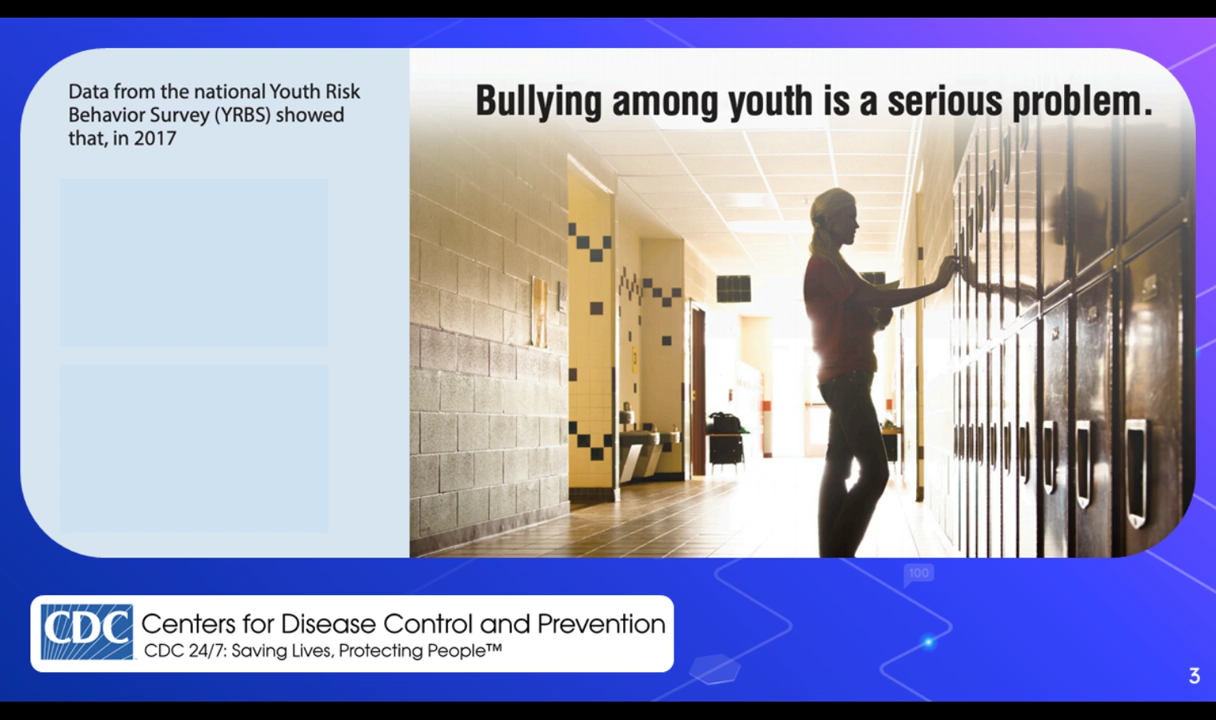 Data from the national Youth Risk
Behavior Survey (YRBS) showed
that, in 2017
Bullying among youth is a serious problem.
100
CDC Centers for Disease Control and Prevention
CDC 24/7: Saving Lives, Protecting People™
3